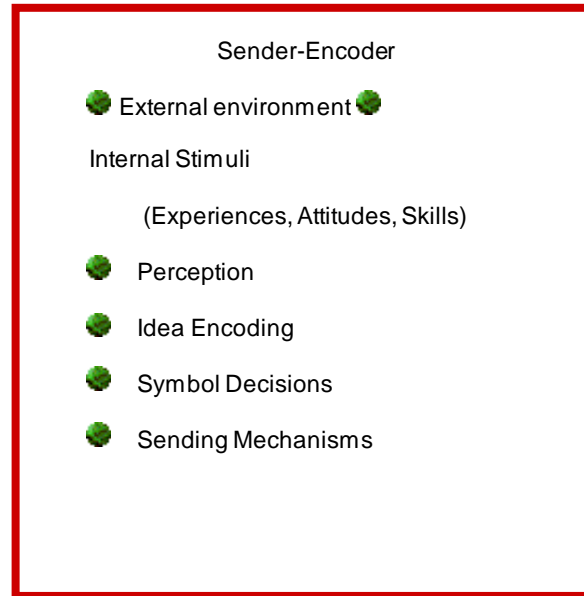 Sender-Encoder
External environment
Internal Stimuli
(Experiences, Attitudes, Skills)
Perception
Idea Encoding
Symbol Decisions
Sending Mechanisms